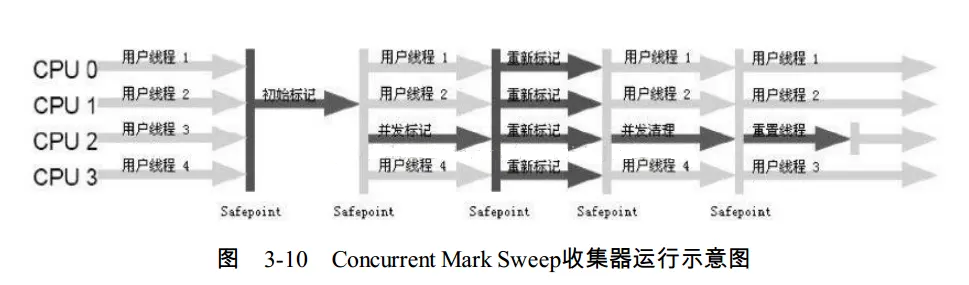 CPU 0 用户线程 1 用户线程 1 重新标记 用户线程 1 用户线程 1
CPU 1 用户线程 2 初始标记 用户线程 2 重新标记 用户线程 2 用户线程 2
CPU 2 用户线程 3 并发标记 重新标记 并发清理 重置线程
CPU 3 用户线程 4 用户线程 4 重新标记 用户线程 4 用户线程 3
Safepoint Safepoint Safepoint Safepoint Safepoint
图 3-10 Concurrent Mark Sweep收集器运行示意图